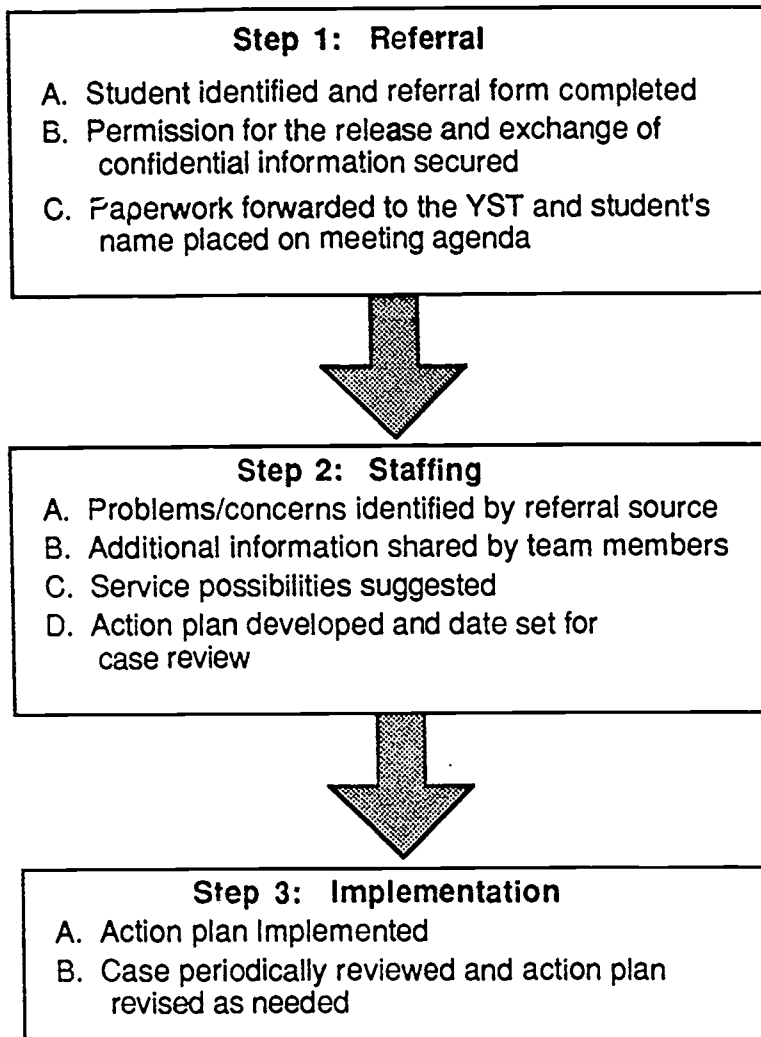 Step 1: Referral
A. Student identified and referral form completed
B. Permission for the release and exchange of
confidential information secured
C. Paperwork forwarded to the YST and student's
name placed on meeting agenda
Step 2: Staffing
A. Problems/concerns identified by referral source
B. Additional information shared by team members
C. Service possibilities suggested
D. Action plan developed and date set for
case review
Step 3: Implementation
A. Action plan Implemented
B. Case periodically reviewed and action plan
revised as needed